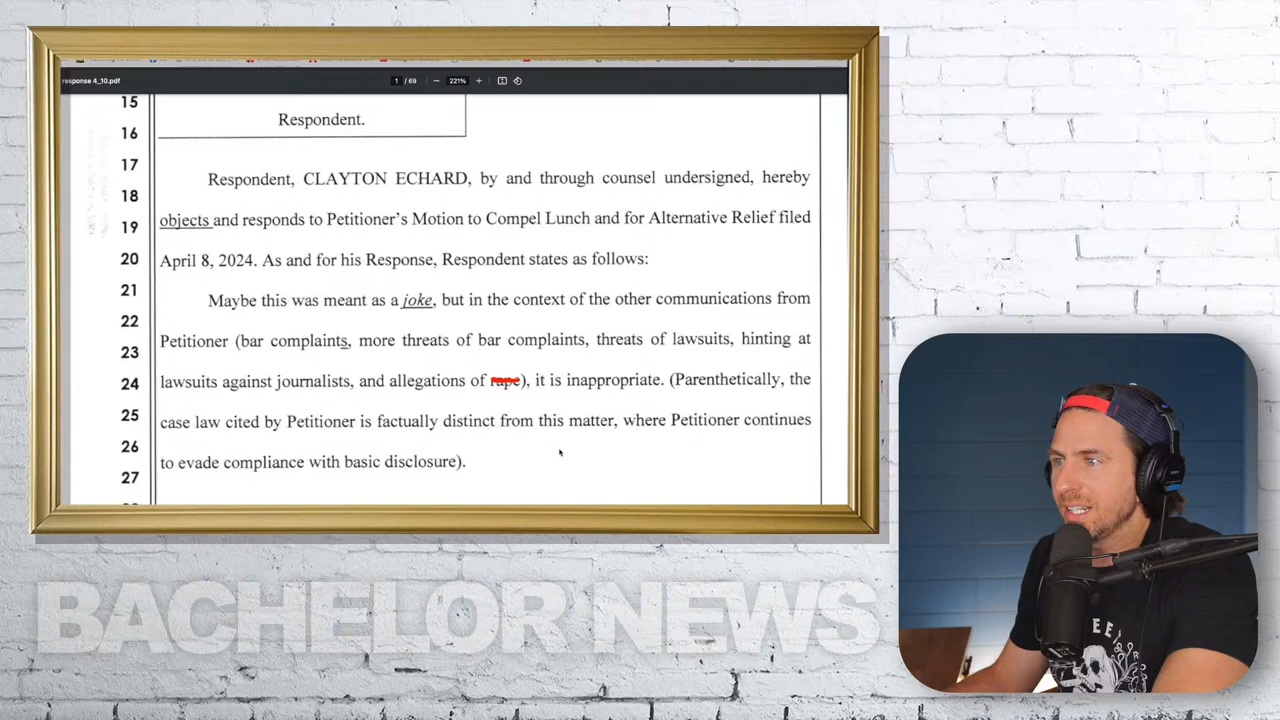 response 4_10.pdf
1 / 69
221%
15
Respondent.
16
17
Respondent, CLAYTON ECHARD, by and through counsel undersigned, hereby
18
objects and responds to Petitioner's Motion to Compel Lunch and for Alternative Relief filed
19
20
April 8, 2024. As and for his Response, Respondent states as follows:
21
Maybe this was meant as a joke, but in the context of the other communications from
22
Petitioner (bar complaints, more threats of bar complaints, threats of lawsuits, hinting at
23
lawsuits against journalists, and allegations of rape), it is inappropriate. (Parenthetically, the
24
25
case law cited by Petitioner is factually distinct from this matter, where Petitioner continues
26
to evade compliance with basic disclosure).
27
BACHELOR NEWS